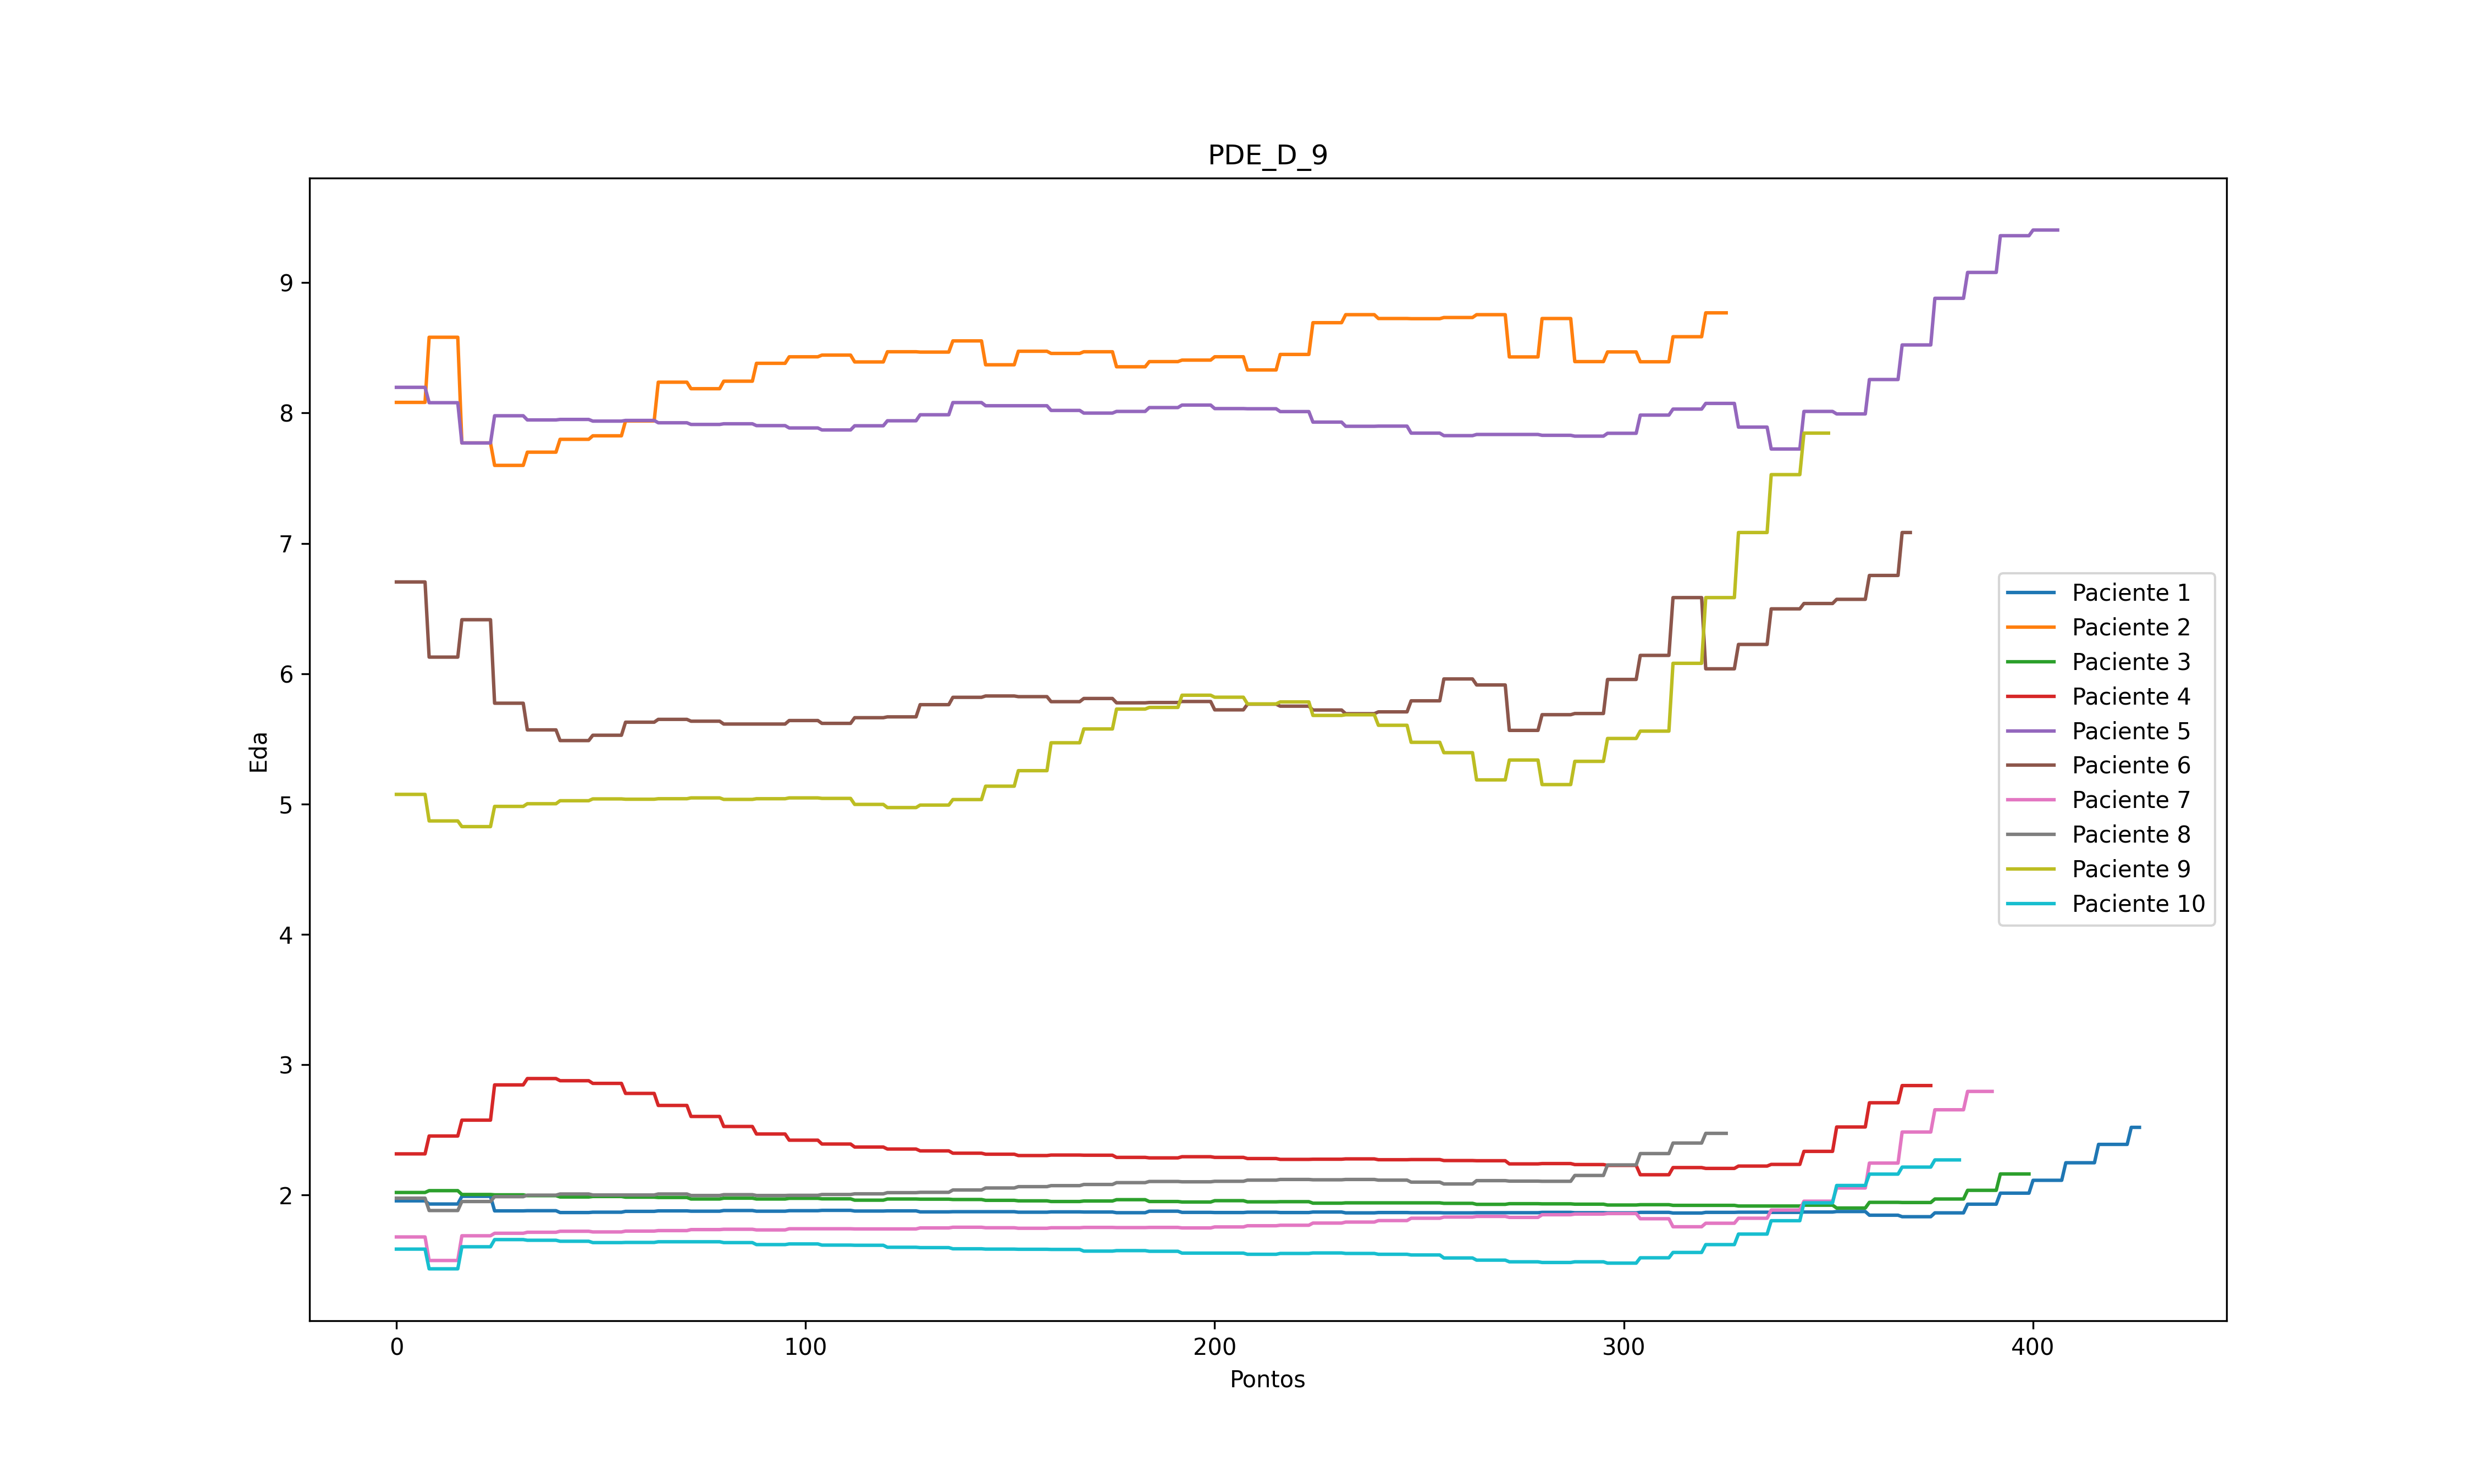 PDE_D_9
Eda
9
8
7
6
5
4
3
2
0 100 200 300 400
Pontos
Paciente 1
Paciente 2
Paciente 3
Paciente 4
Paciente 5
Paciente 6
Paciente 7
Paciente 8
Paciente 9
Paciente 10